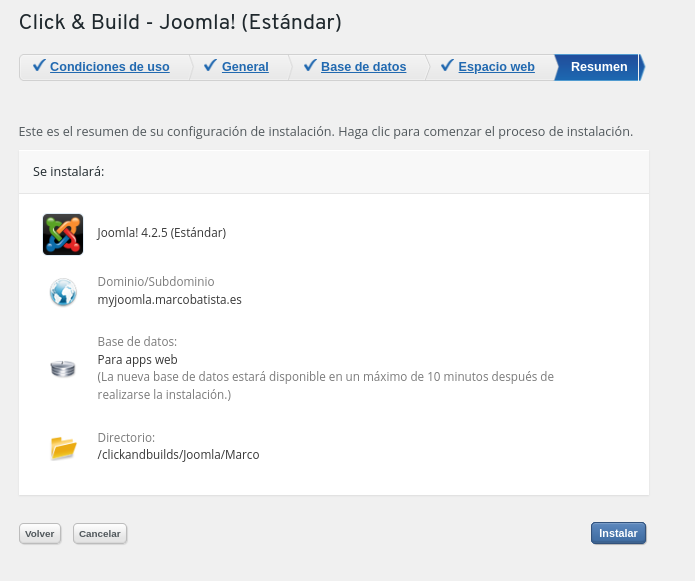 Click & Build - Joomla! (Estándar)
Condiciones de uso General Base de datos Espacio web Resumen
Este es el resumen de su configuración de instalación. Haga clic para comenzar el proceso de instalación.
Se instalará:
Joomla! 4.2.5 (Estándar)
Dominio/Subdominio
myjoomla.marcobatista.es
Base de datos:
Para apps web
(La nueva base de datos estará disponible en un máximo de 10 minutos después de
realizarse la instalación.)
Directorio:
/clickandbuilds/Joomla/Marco
Volver Cancelar Instalar